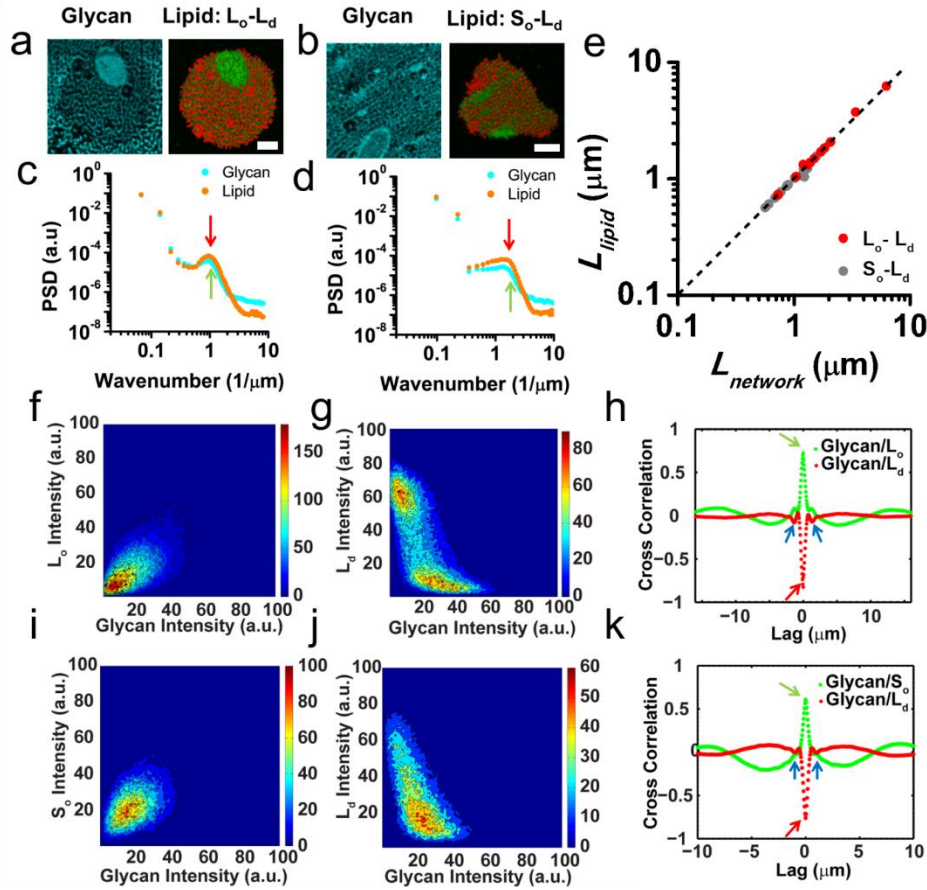 Glycan Lipid: Lo-Ld Glycan Lipid: So-Ld
a b e
c d
Glycan
Lipid
Glycan
Lipid
10^0
10^-2
10^-4
10^-6
10^-8
PSD (a.u)
0.1 1 10
Wavenumber (1/μm)
10^0
10^-2
10^-4
10^-6
10^-8
PSD (a.u)
0.1 1 10
Wavenumber (1/μm)
10
1
0.1
Llipid (μm)
Lo- Ld
So-Ld
0.1 1 10
Lnetwork (μm)
f g h
100
80
60
40
20
Lo Intensity (a.u.)
20 40 60 80 100
Glycan Intensity (a.u.)
150
100
50
0
100
80
60
40
20
Ld Intensity (a.u.)
20 40 60 80 100
Glycan Intensity (a.u.)
80
60
40
20
0
Glycan/Lo
Glycan/Ld
1
0.5
0
−0.5
−1
Cross Correlation
−10 0 10
Lag (μm)
i j k
100
80
60
40
20
So Intensity (a.u.)
20 40 60 80 100
Glycan Intensity (a.u.)
100
80
60
40
20
0
100
80
60
40
20
Ld Intensity (a.u.)
20 40 60 80 100
Glycan Intensity (a.u.)
60
50
40
30
20
10
0
Glycan/So
Glycan/Ld
1
0.5
0
−0.5
−1
Cross Correlation
−10 −5 0 5 10
Lag (μm)